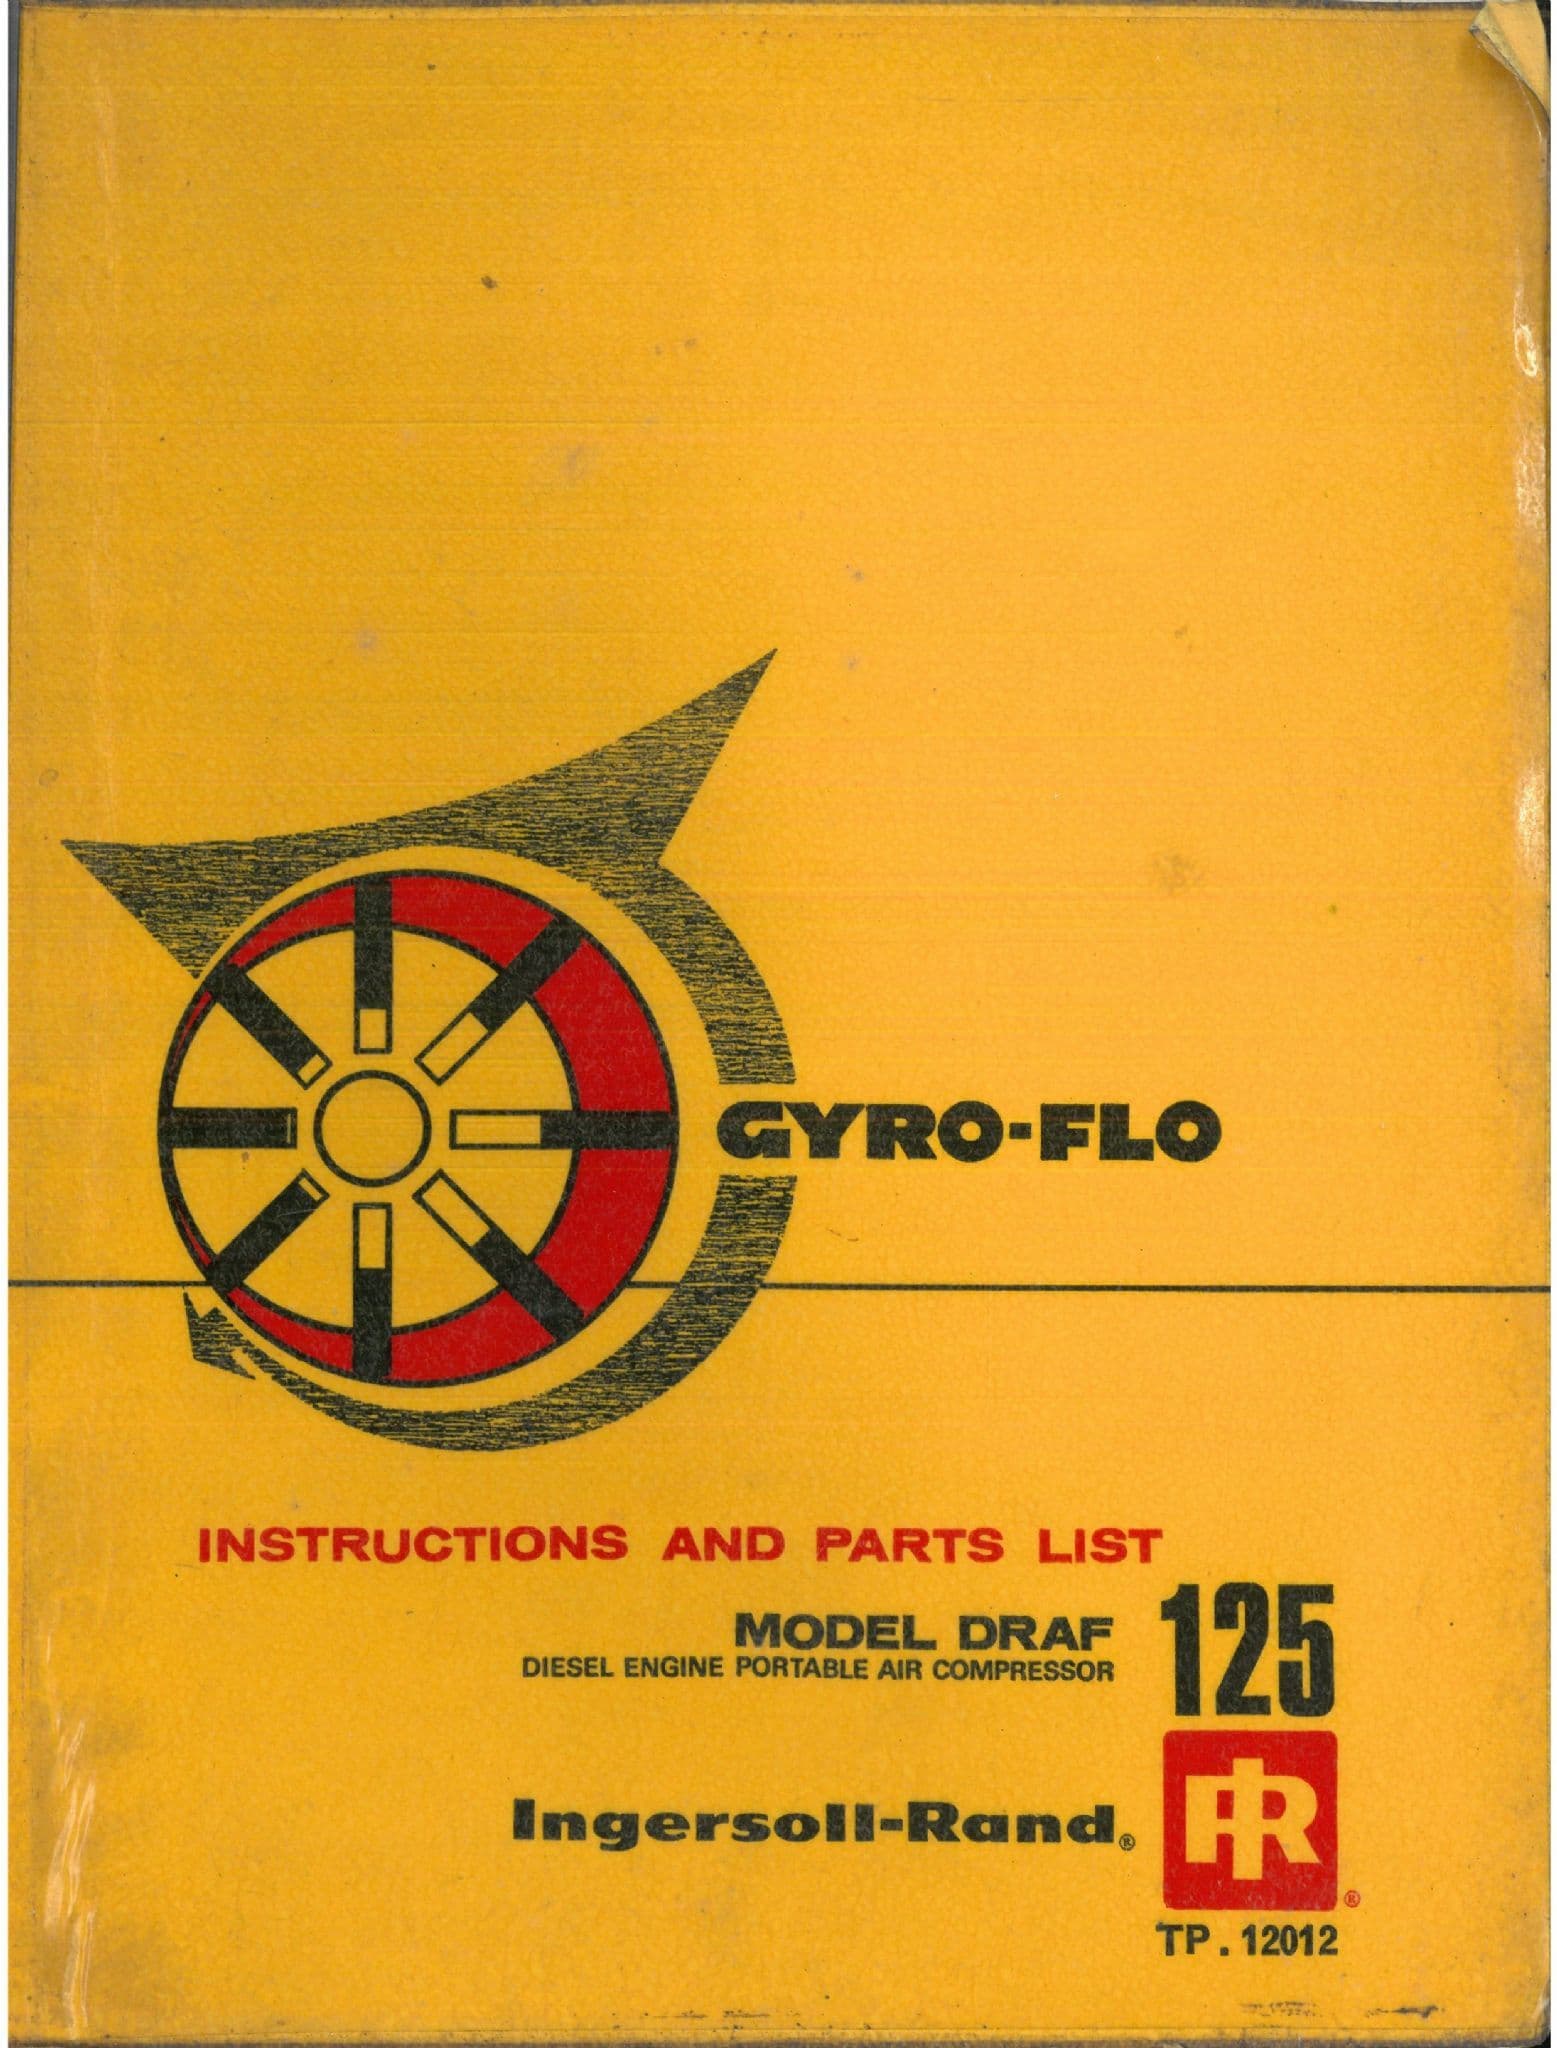 GYRO-FLO
INSTRUCTIONS AND PARTS LIST
MODEL DRAF 125
DIESEL ENGINE PORTABLE AIR COMPRESSOR
Ingersoll-Rand®
IR®
TP. 12012